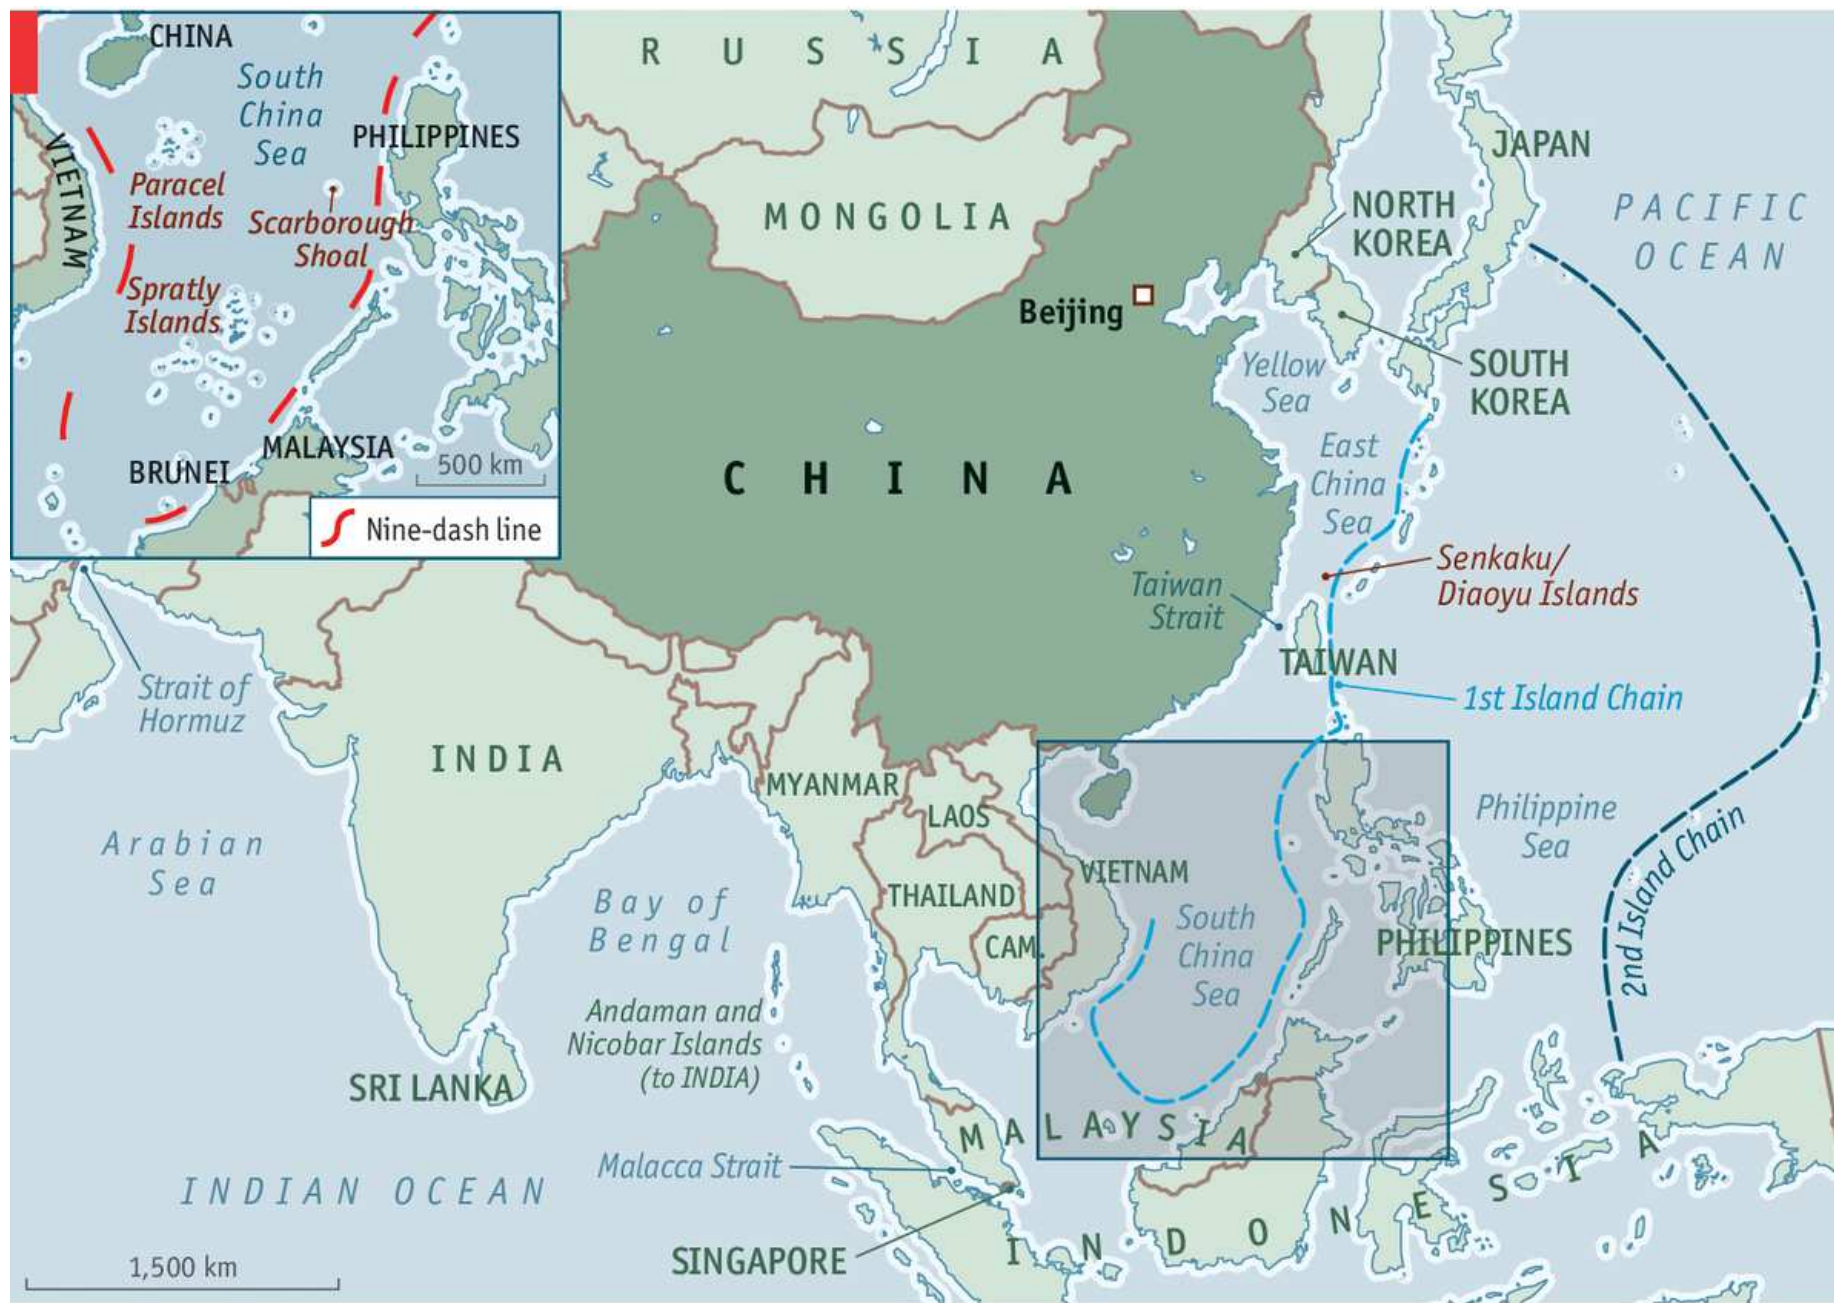 CHINA
South
China
Sea
PHILIPPINES
VIETNAM
Paracel
Islands
Scarborough
Shoal
Spratly
Islands
MALAYSIA
BRUNEI
500 km
Nine-dash line
RUSSIA
MONGOLIA
JAPAN
NORTH
KOREA
PACIFIC
OCEAN
Beijing
Yellow
Sea
SOUTH
KOREA
CHINA
East
China
Sea
Senkaku/
Diaoyu Islands
Taiwan
Strait
TAIWAN
1st Island Chain
Strait of
Hormuz
INDIA
MYANMAR
LAOS
Arabian
Sea
Philippine
Sea
2nd Island Chain
VIETNAM
THAILAND
Bay of
Bengal
South
China
Sea
CAM.
PHILIPPINES
Andaman and
Nicobar Islands
(to INDIA)
SRI LANKA
MALAYSIA
Malacca Strait
INDIAN OCEAN
INDONESIA
SINGAPORE
1,500 km